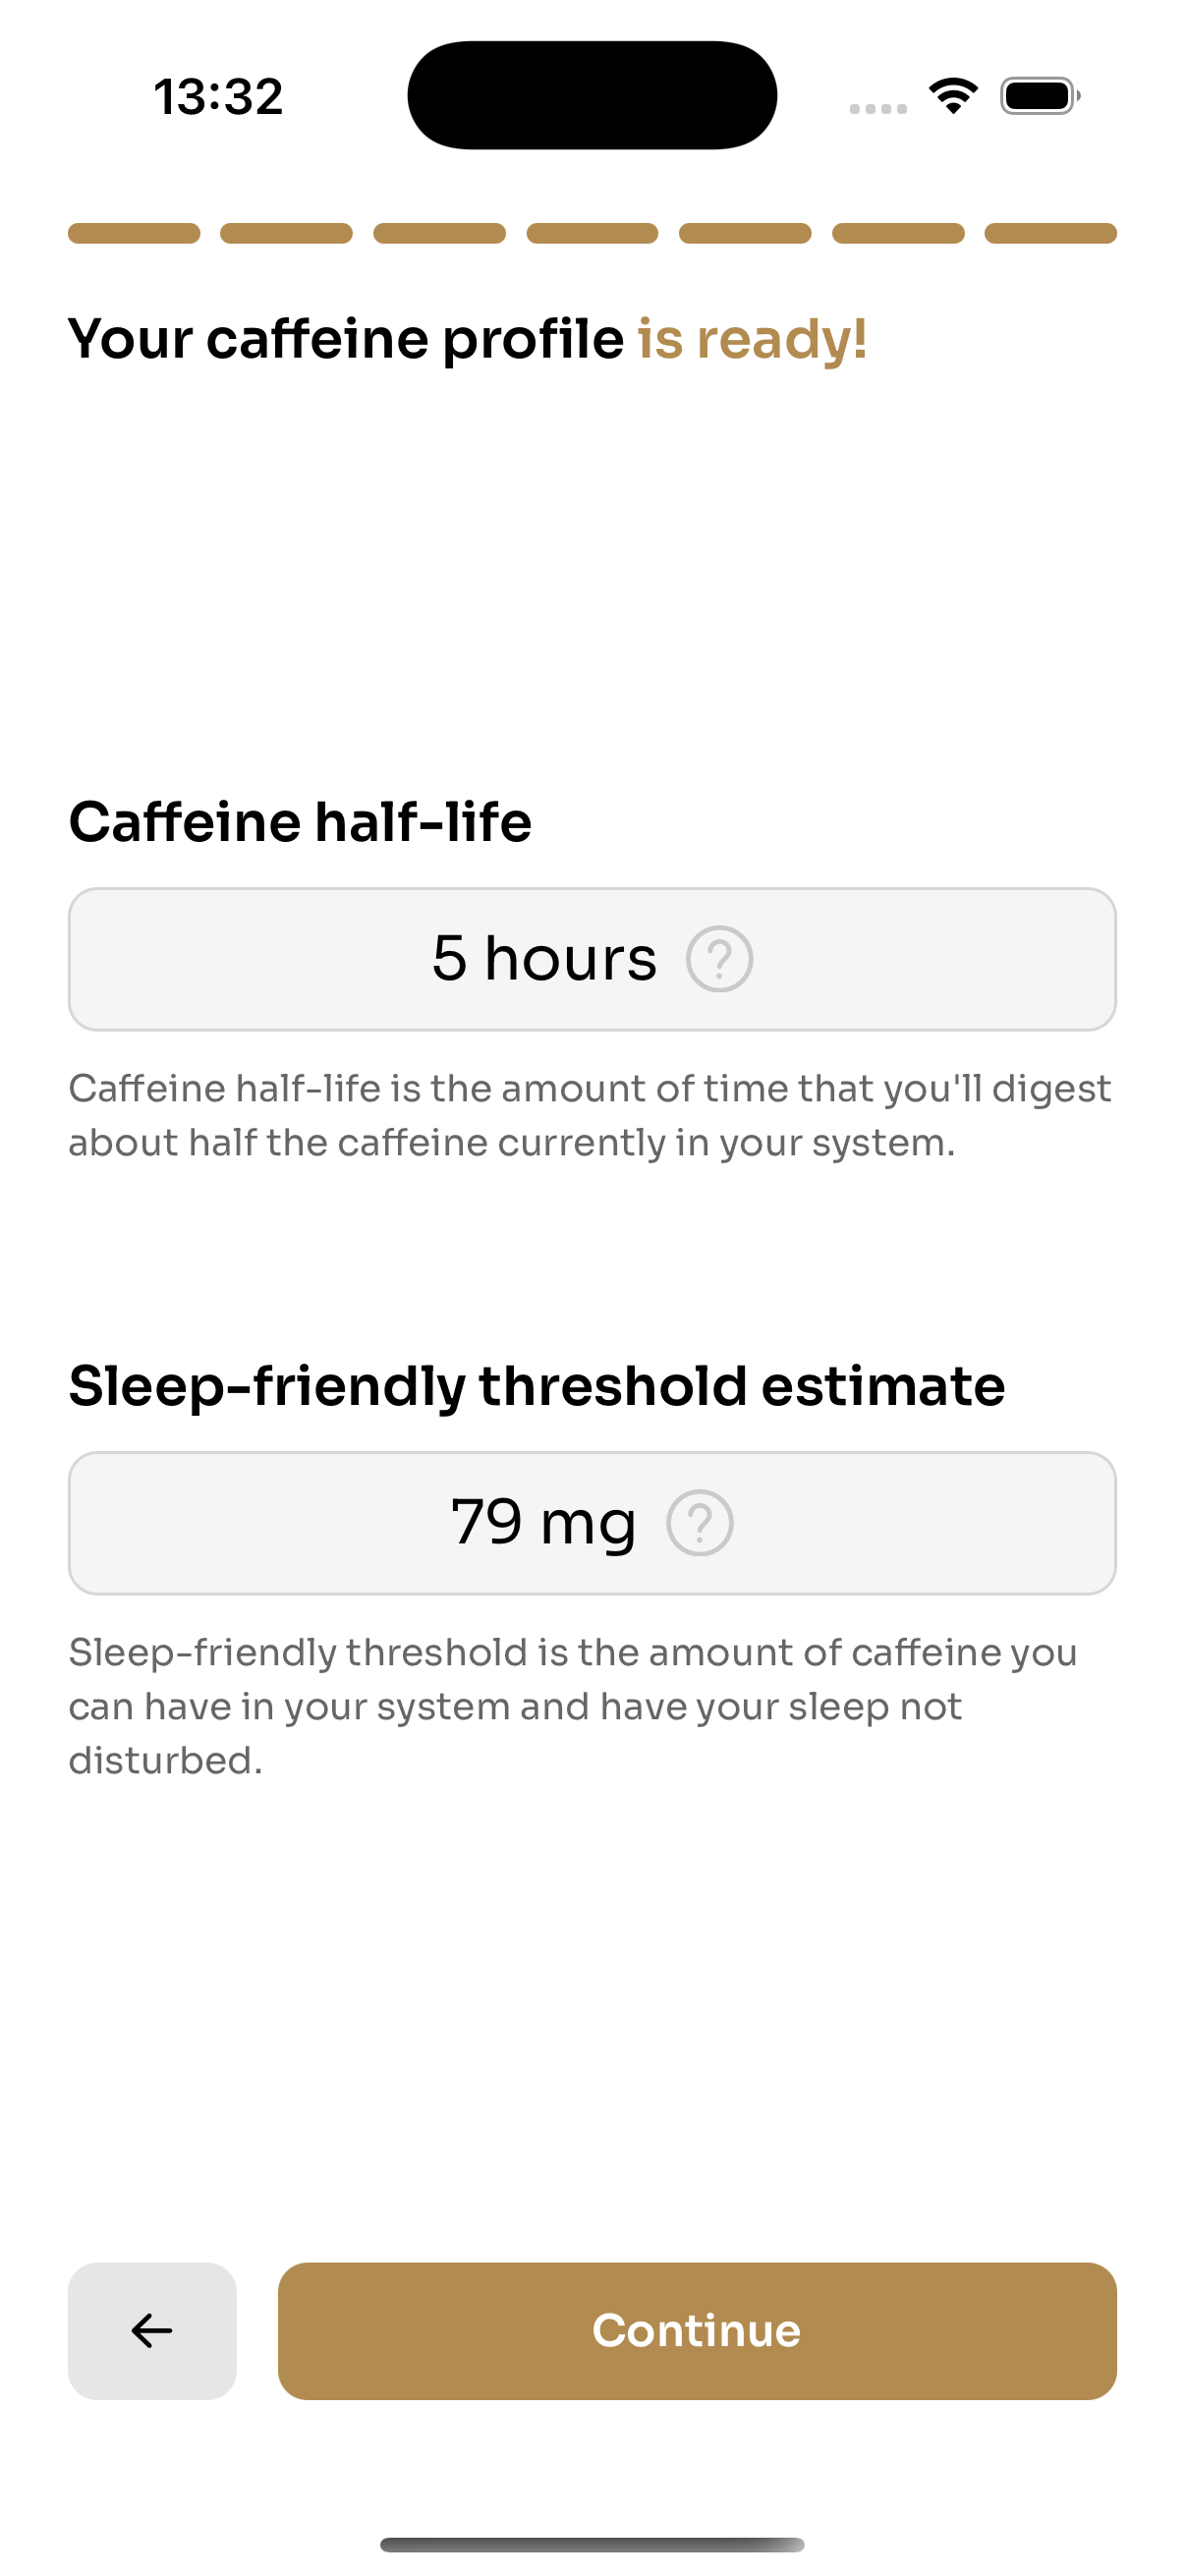 13:32
Your caffeine profile is ready!
Caffeine half-life
5 hours ?
Caffeine half-life is the amount of time that you'll digest
about half the caffeine currently in your system.
Sleep-friendly threshold estimate
79 mg ?
Sleep-friendly threshold is the amount of caffeine you
can have in your system and have your sleep not
disturbed.
Continue